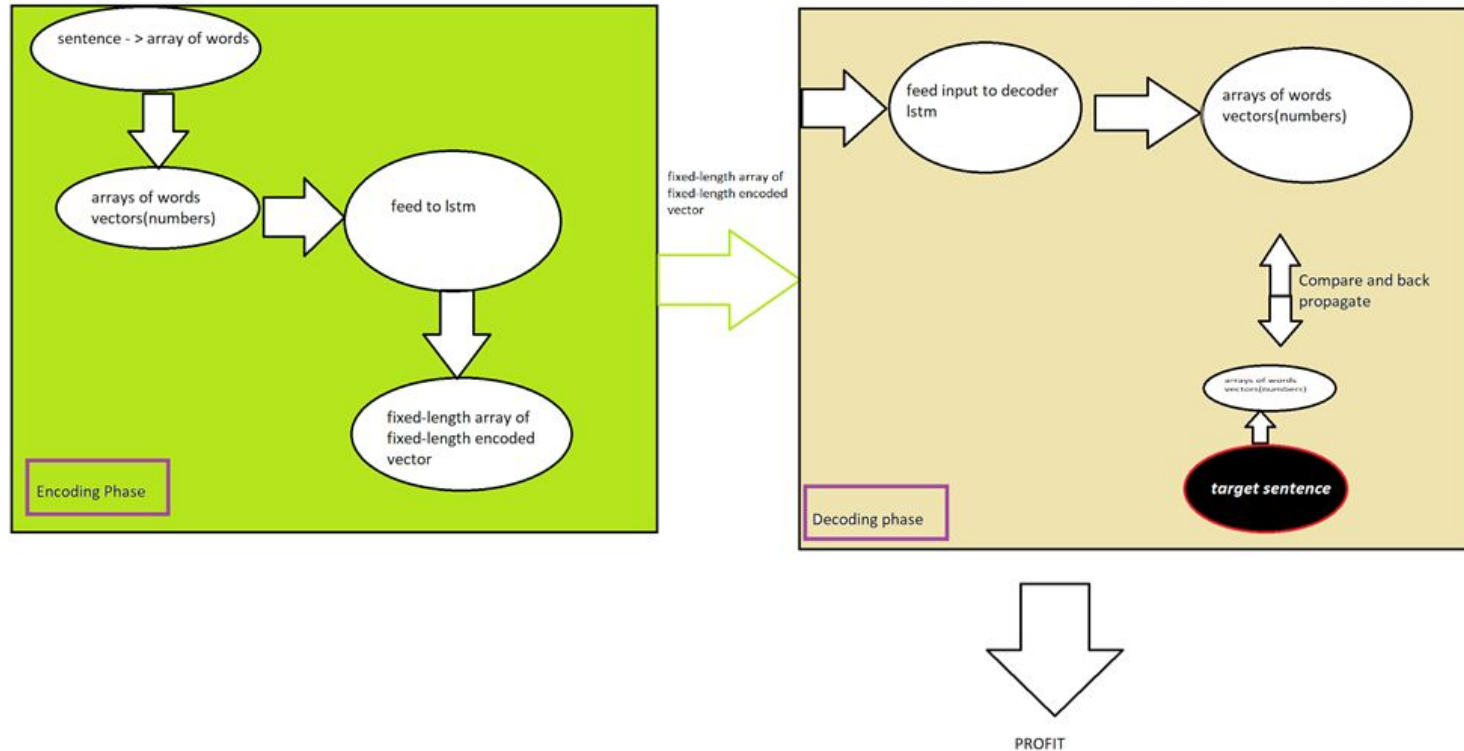 sentence - > array of words
arrays of words
vectors(numbers)
feed to lstm
fixed-length array of
fixed-length encoded
vector
Encoding Phase
fixed-length array of
fixed-length encoded
vector
feed input to decoder
lstm
arrays of words
vectors(numbers)
Compare and back
propagate
arrays of words
vectors(numbers)
target sentence
Decoding phase
PROFIT